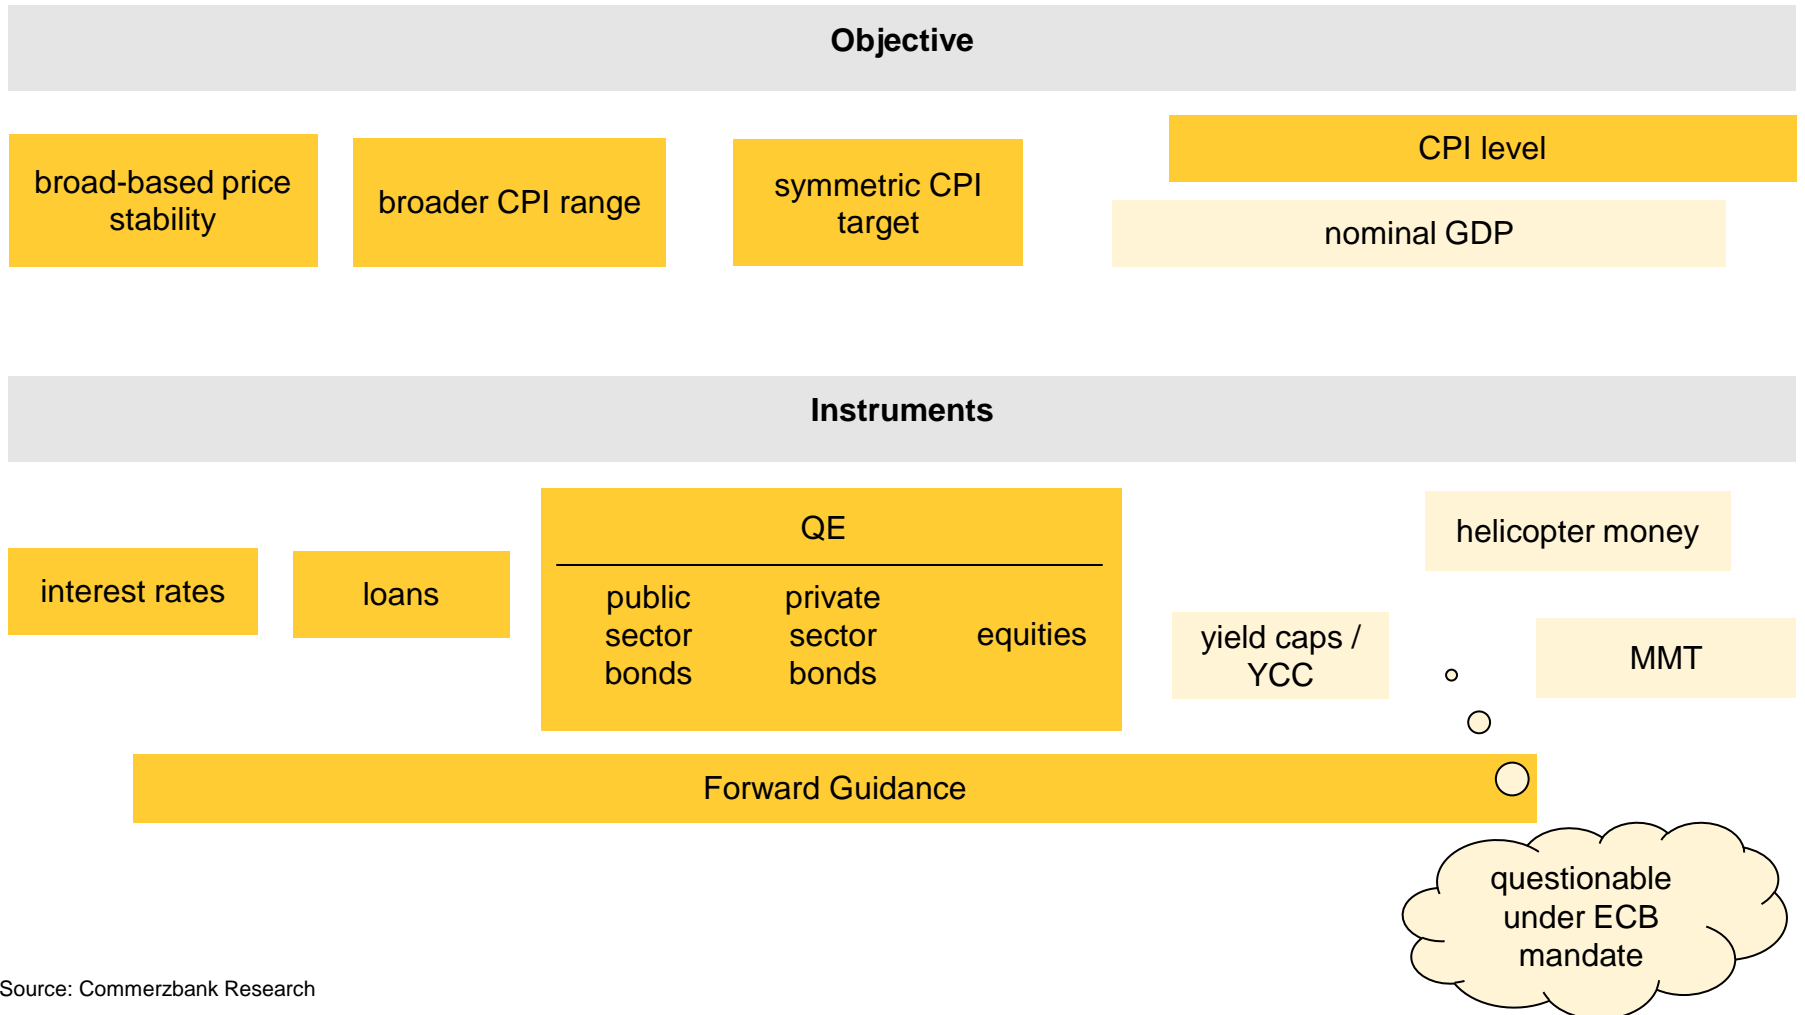 Objective
broad-based price
stability
broader CPI range
symmetric CPI
target
CPI level
nominal GDP
Instruments
interest rates
loans
QE
public
sector
bonds
private
sector
bonds
equities
yield caps /
YCC
helicopter money
MMT
Forward Guidance
questionable
under ECB
mandate
Source: Commerzbank Research